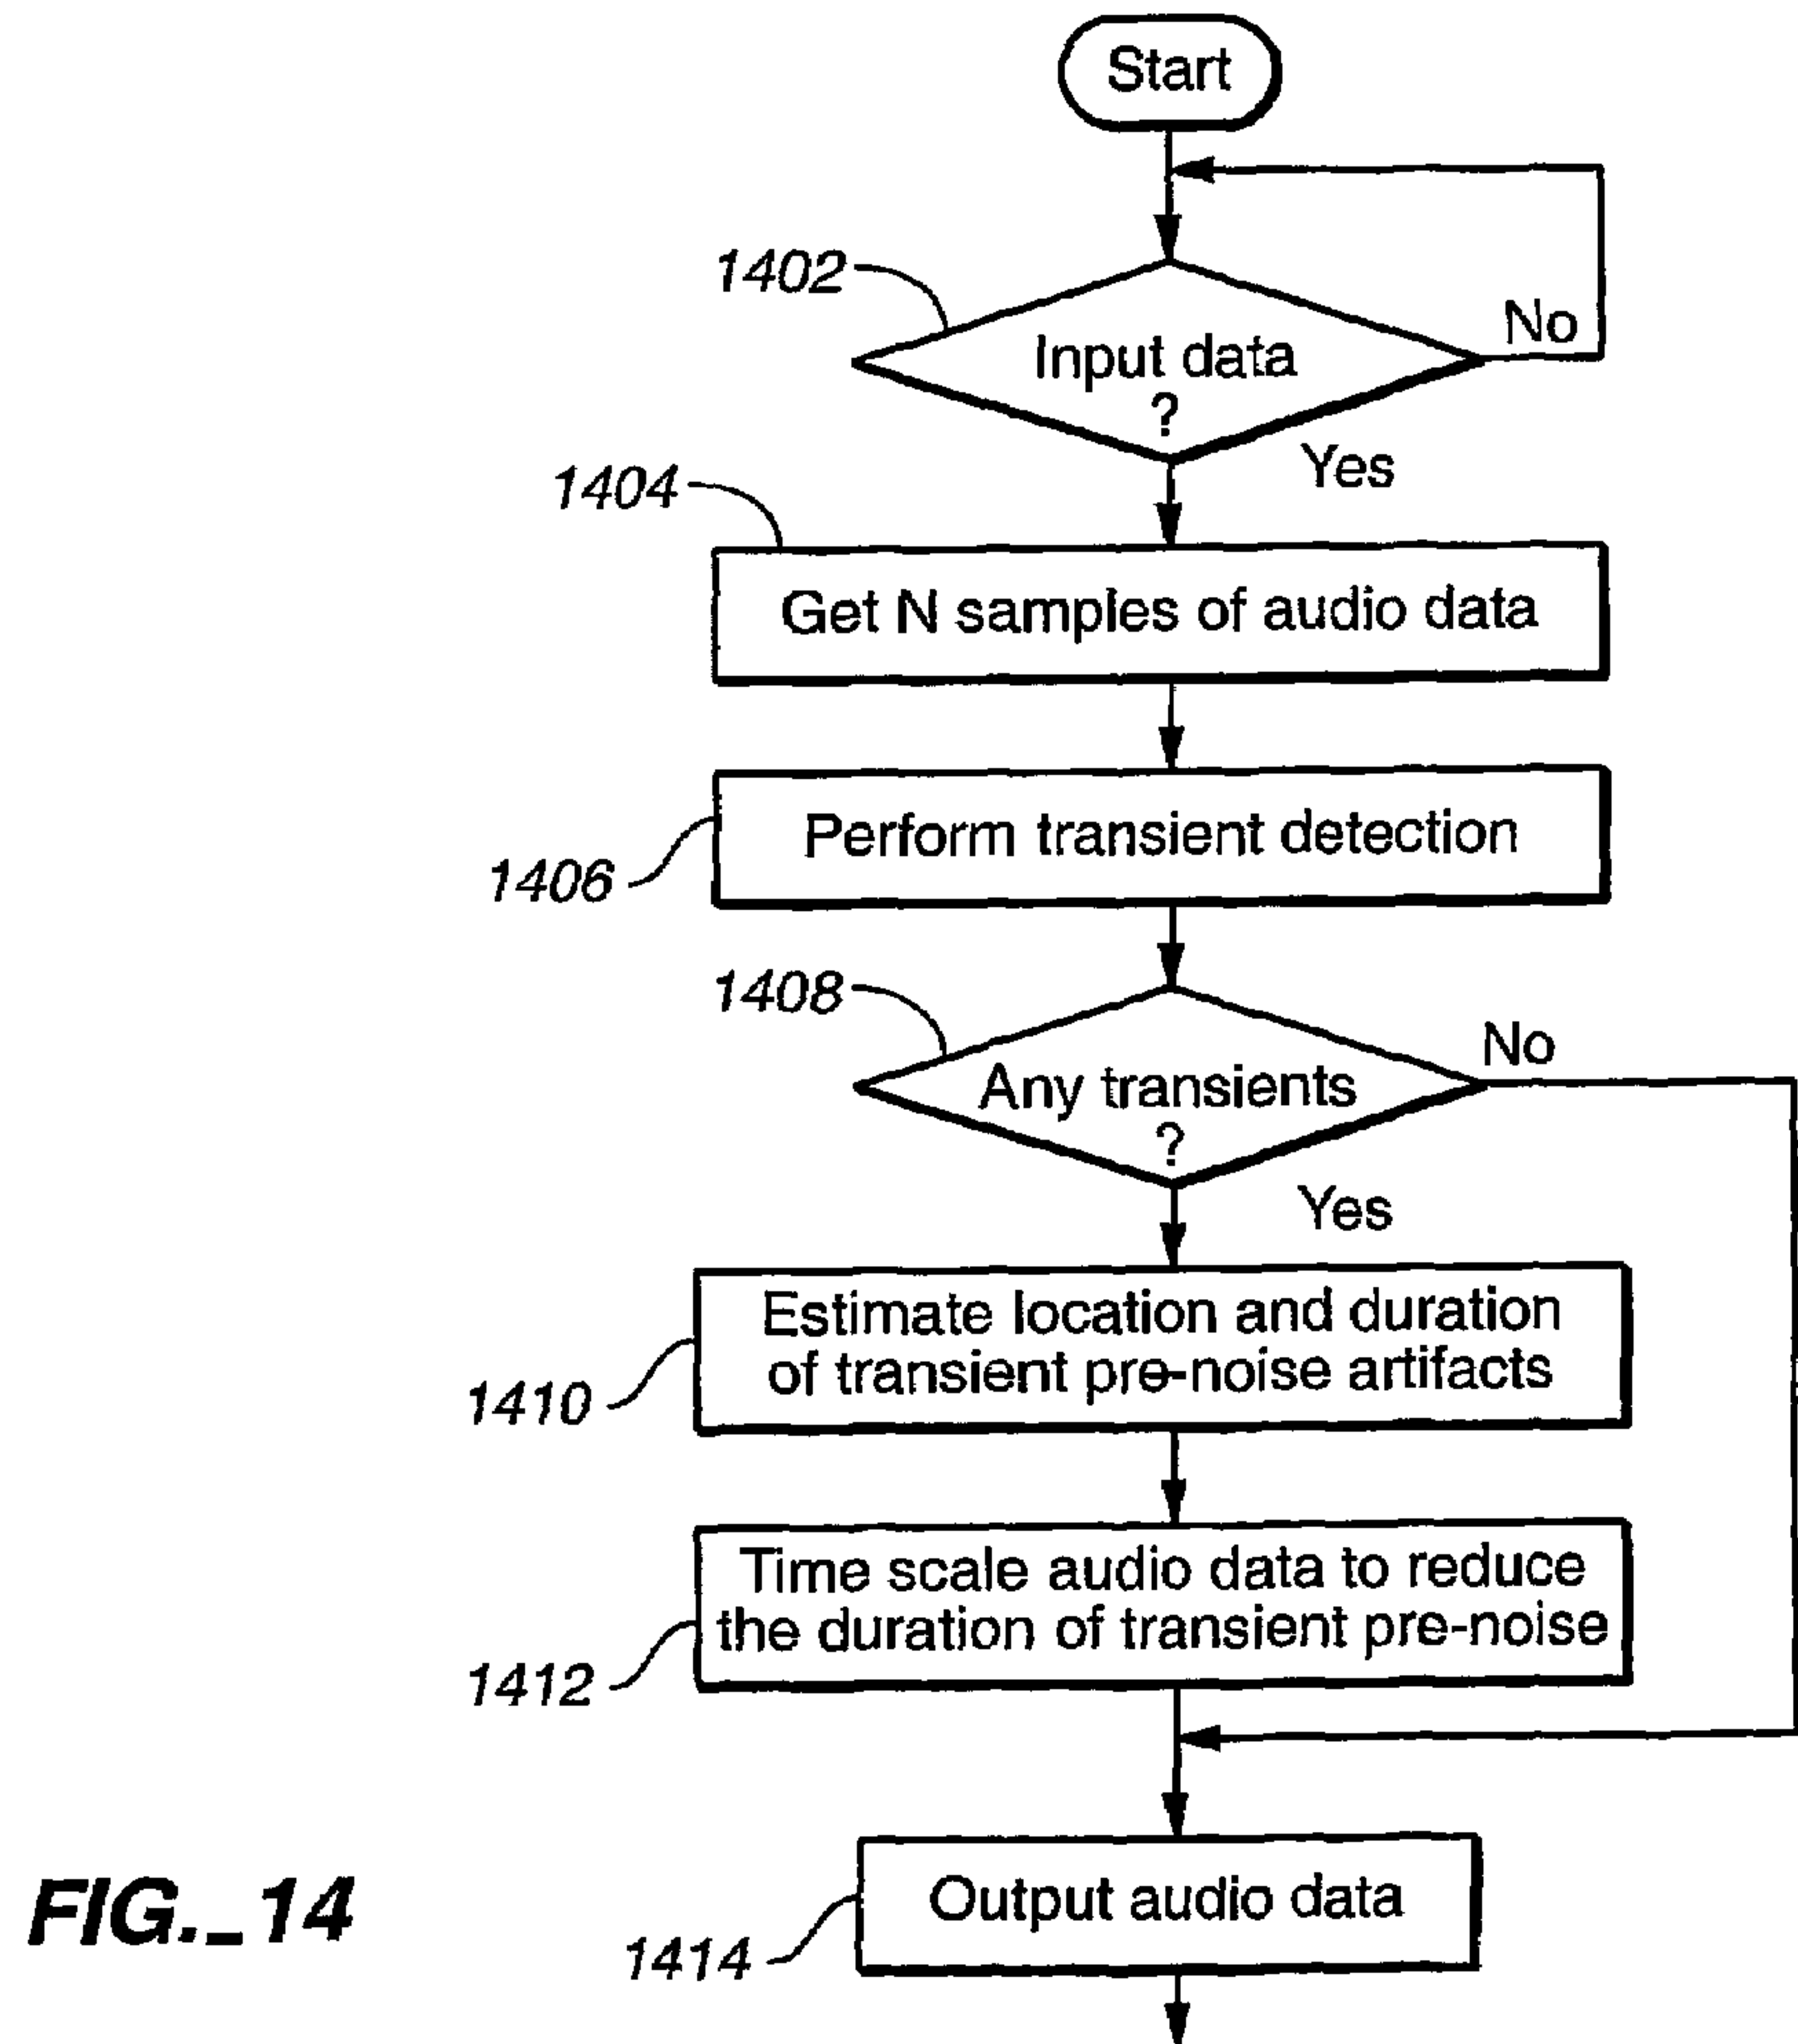 Start
1402
Input data
?
No
Yes
1404
Get N samples of audio data
Perform transient detection
1406
1408
Any transients
?
No
Yes
Estimate location and duration
of transient pre-noise artifacts
1410
Time scale audio data to reduce
the duration of transient pre-noise
1412
Output audio data
1414
FIG._14